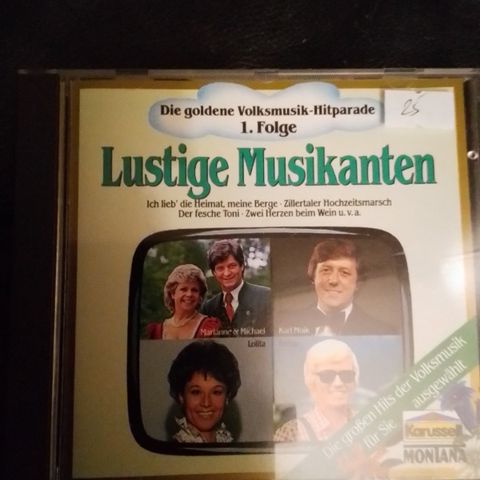 Die goldene Volksmusik-Hitparade
1. Folge
25
Lustige Musikanten
Ich lieb' die Heimat, meine Berge · Zillertaler Hochzeitsmarsch
Der fesche Toni · Zwei Herzen beim Wein u.v.a.
Marianne & Michael
Karl Moik
Lolita
Die großen Hits der Volksmusik
für Sie ausgewählt
Karussell
MONTANA